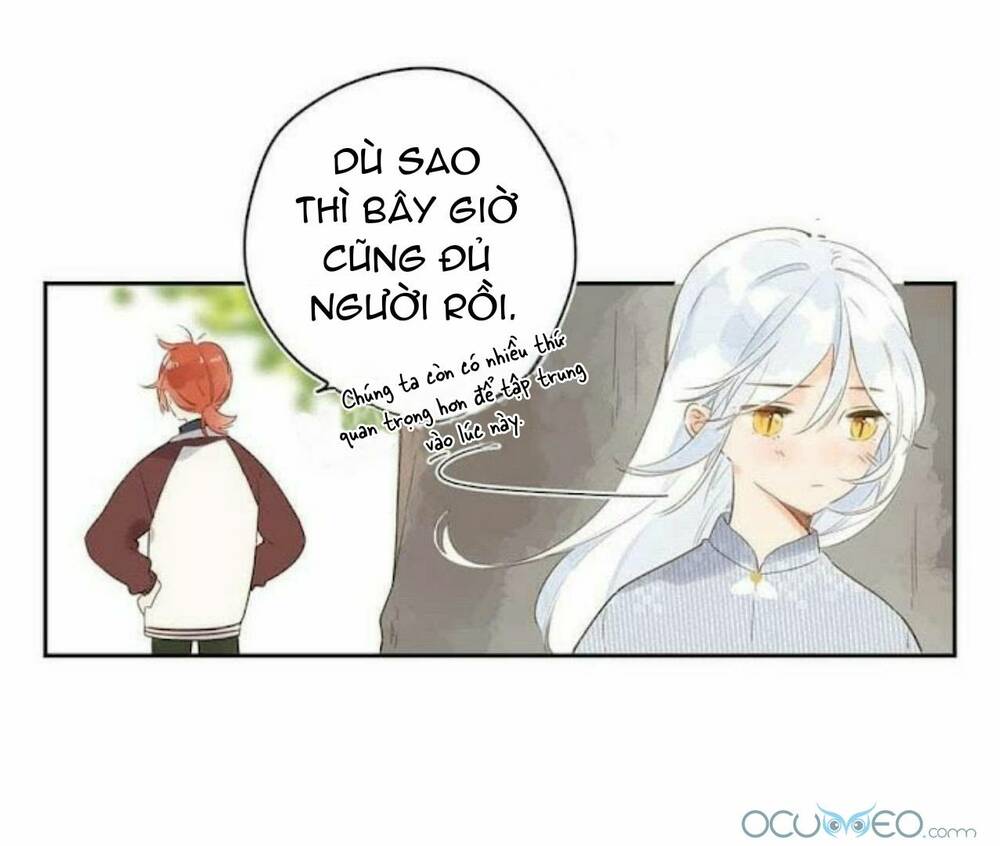 DÙ SAO
THÌ BÂY GIỜ
CŨNG ĐỦ
NGƯỜI RỒI.
Chúng ta còn có nhiều thứ
quan trọng hơn để tập trung
vào lúc này.
OCUMEO.com